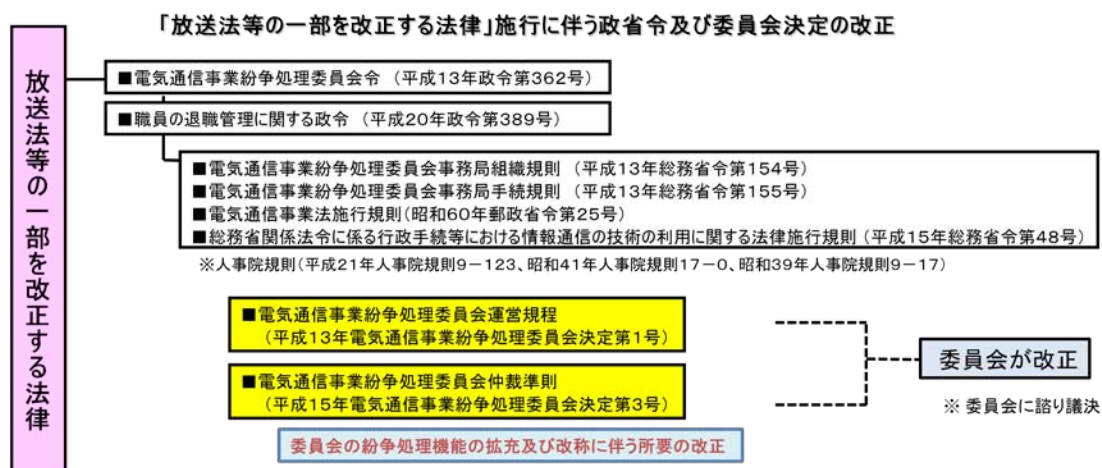 「放送法等の一部を改正する法律」施行に伴う政省令及び委員会決定の改正
放送法等の一部を改正する法律
■電気通信事業紛争処理委員会令 （平成13年政令第362号）
■職員の退職管理に関する政令 （平成20年政令第389号）
■電気通信事業紛争処理委員会事務局組織規則 （平成13年総務省令第154号）
■電気通信事業紛争処理委員会事務局手続規則 （平成13年総務省令第155号）
■電気通信事業法施行規則（昭和60年郵政省令第25号）
■総務省関係法令に係る行政手続等における情報通信の技術の利用に関する法律施行規則（平成15年総務省令第48号）
※人事院規則（平成21年人事院規則9－123、昭和41年人事院規則17－0、昭和39年人事院規則9－17）
■電気通信事業紛争処理委員会運営規程
（平成13年電気通信事業紛争処理委員会決定第1号）
■電気通信事業紛争処理委員会仲裁準則
（平成15年電気通信事業紛争処理委員会決定第3号）
委員会が改正
※ 委員会に諮り議決
委員会の紛争処理機能の拡充及び改称に伴う所要の改正